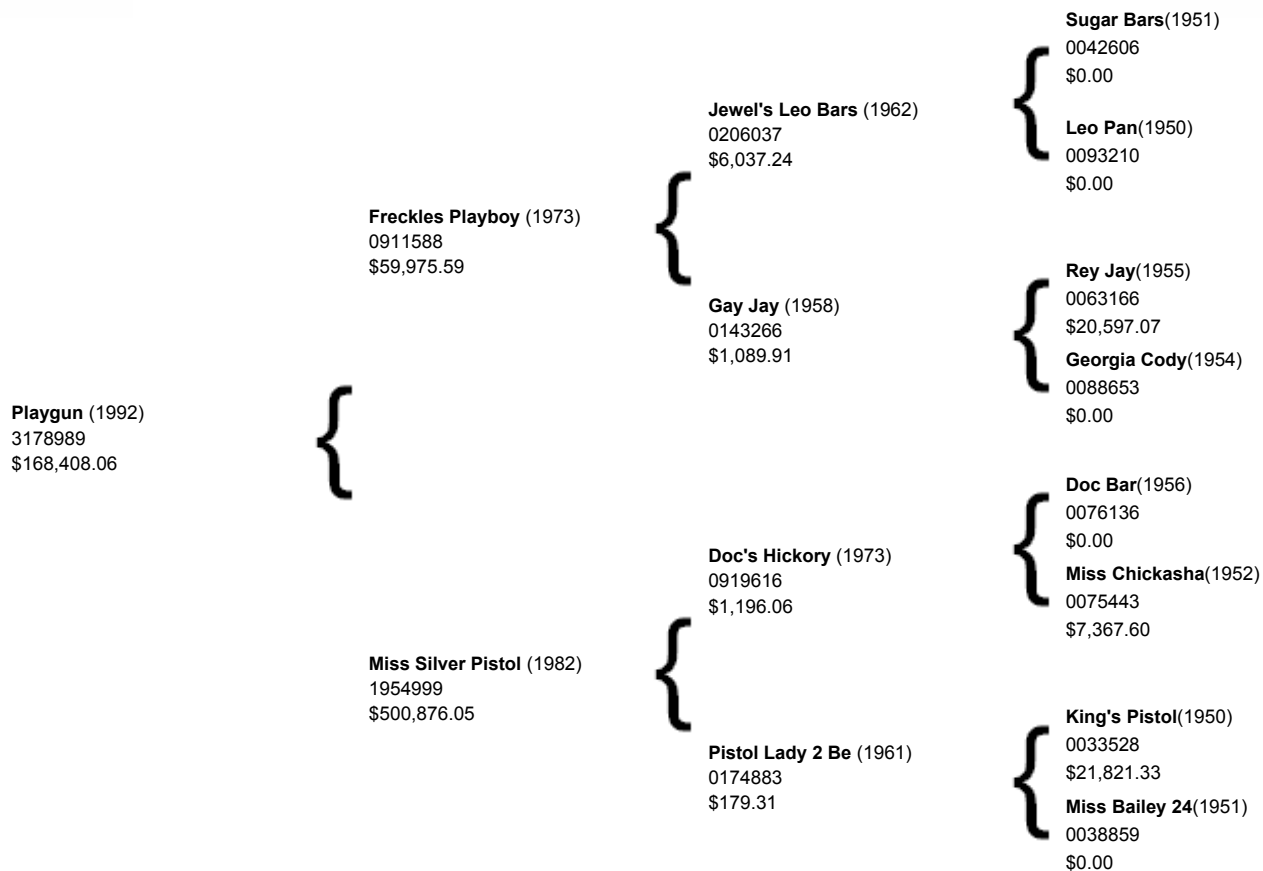 Playgun (1992)
3178989
$168,408.06
Freckles Playboy (1973)
0911588
$59,975.59
Miss Silver Pistol (1982)
1954999
$500,876.05
Jewel's Leo Bars (1962)
0206037
$6,037.24
Gay Jay (1958)
0143266
$1,089.91
Doc's Hickory (1973)
0919616
$1,196.06
Pistol Lady 2 Be (1961)
0174883
$179.31
Sugar Bars(1951)
0042606
$0.00
Leo Pan(1950)
0093210
$0.00
Rey Jay(1955)
0063166
$20,597.07
Georgia Cody(1954)
0088653
$0.00
Doc Bar(1956)
0076136
$0.00
Miss Chickasha(1952)
0075443
$7,367.60
King's Pistol(1950)
0033528
$21,821.33
Miss Bailey 24(1951)
0038859
$0.00